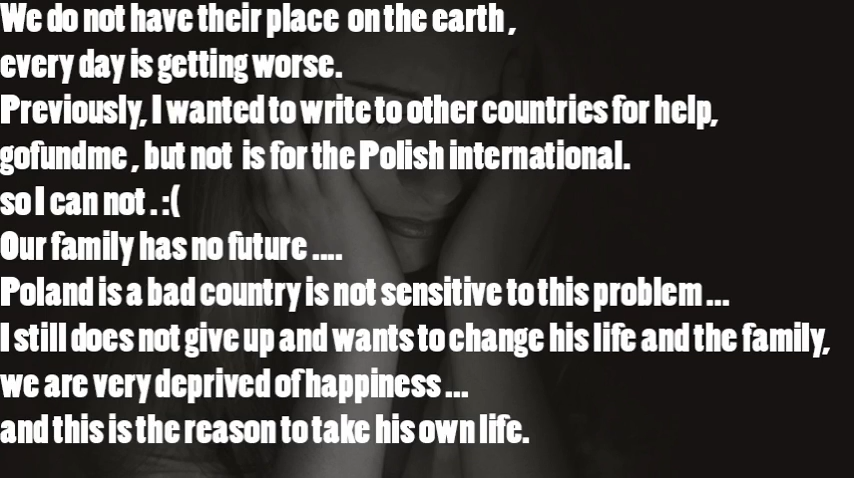 We do not have their place on the earth ,
every day is getting worse.
Previously, I wanted to write to other countries for help,
gofundme , but not is for the Polish international.
so I can not . :(
Our family has no future ....
Poland is a bad country is not sensitive to this problem ...
I still does not give up and wants to change his life and the family,
we are very deprived of happiness ...
and this is the reason to take his own life.